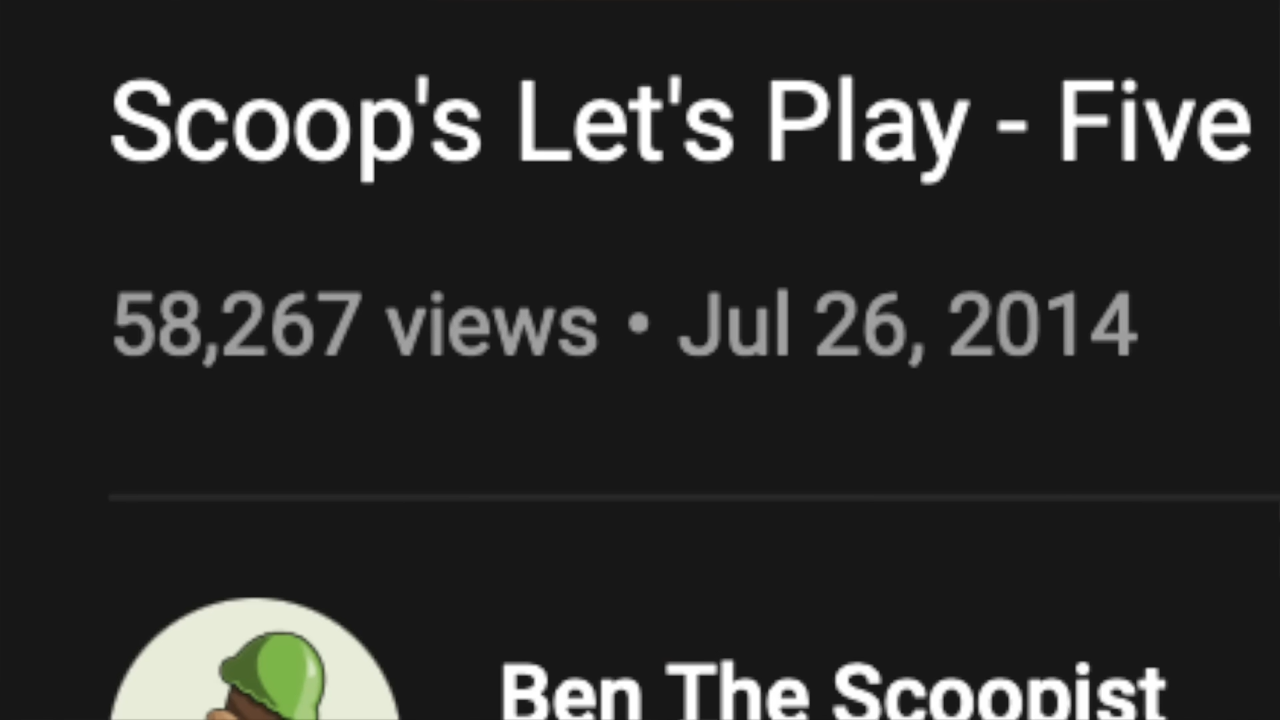 Scoop's Let's Play - Five
58,267 views • Jul 26, 2014
Ben The Scoopist